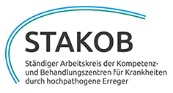 STAKOB
Ständiger Arbeitskreis der Kompetenz-
und Behandlungszentren für Krankheiten
durch hochpathogene Erreger